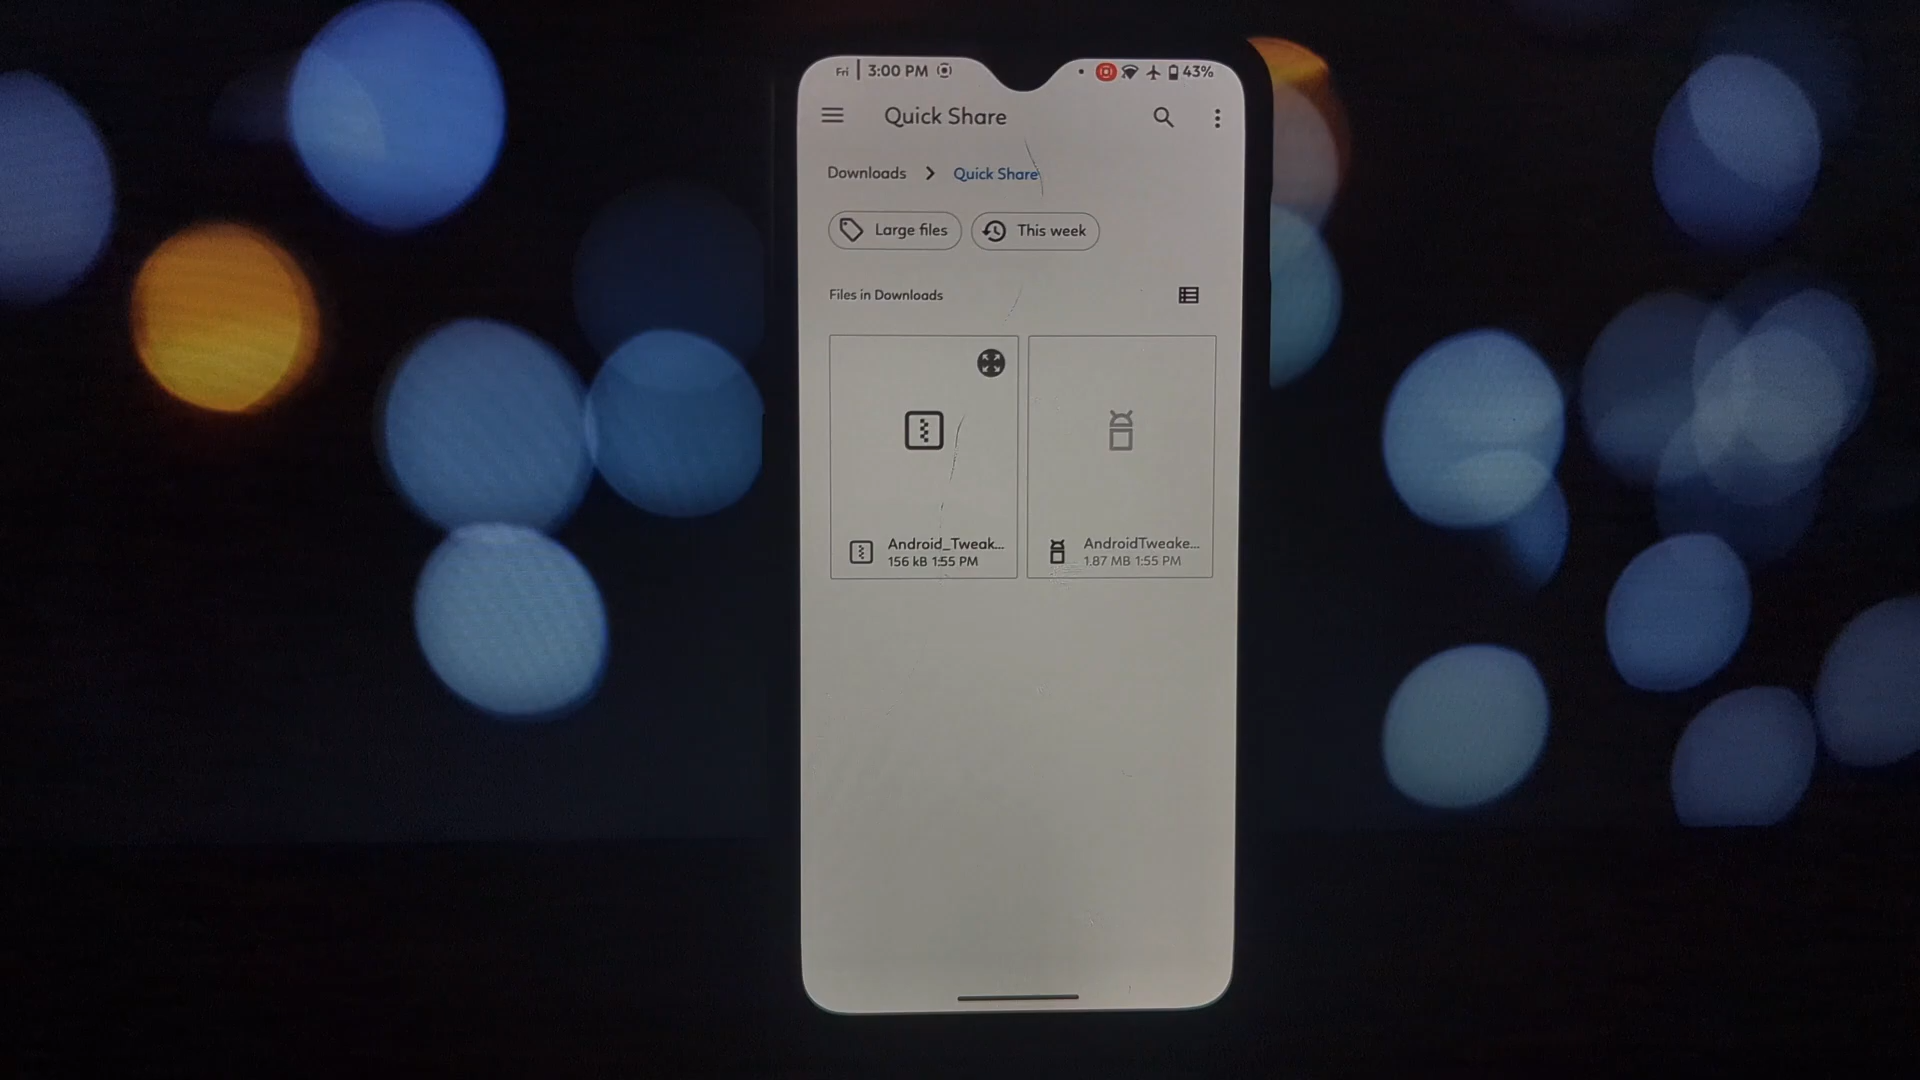 Fri | 3:00 PM
43%
Quick Share
Downloads > Quick Share
Large files
This week
Files in Downloads
Android_Tweak...
156 kB 1:55 PM
AndroidTweake...
1.87 MB 1:55 PM